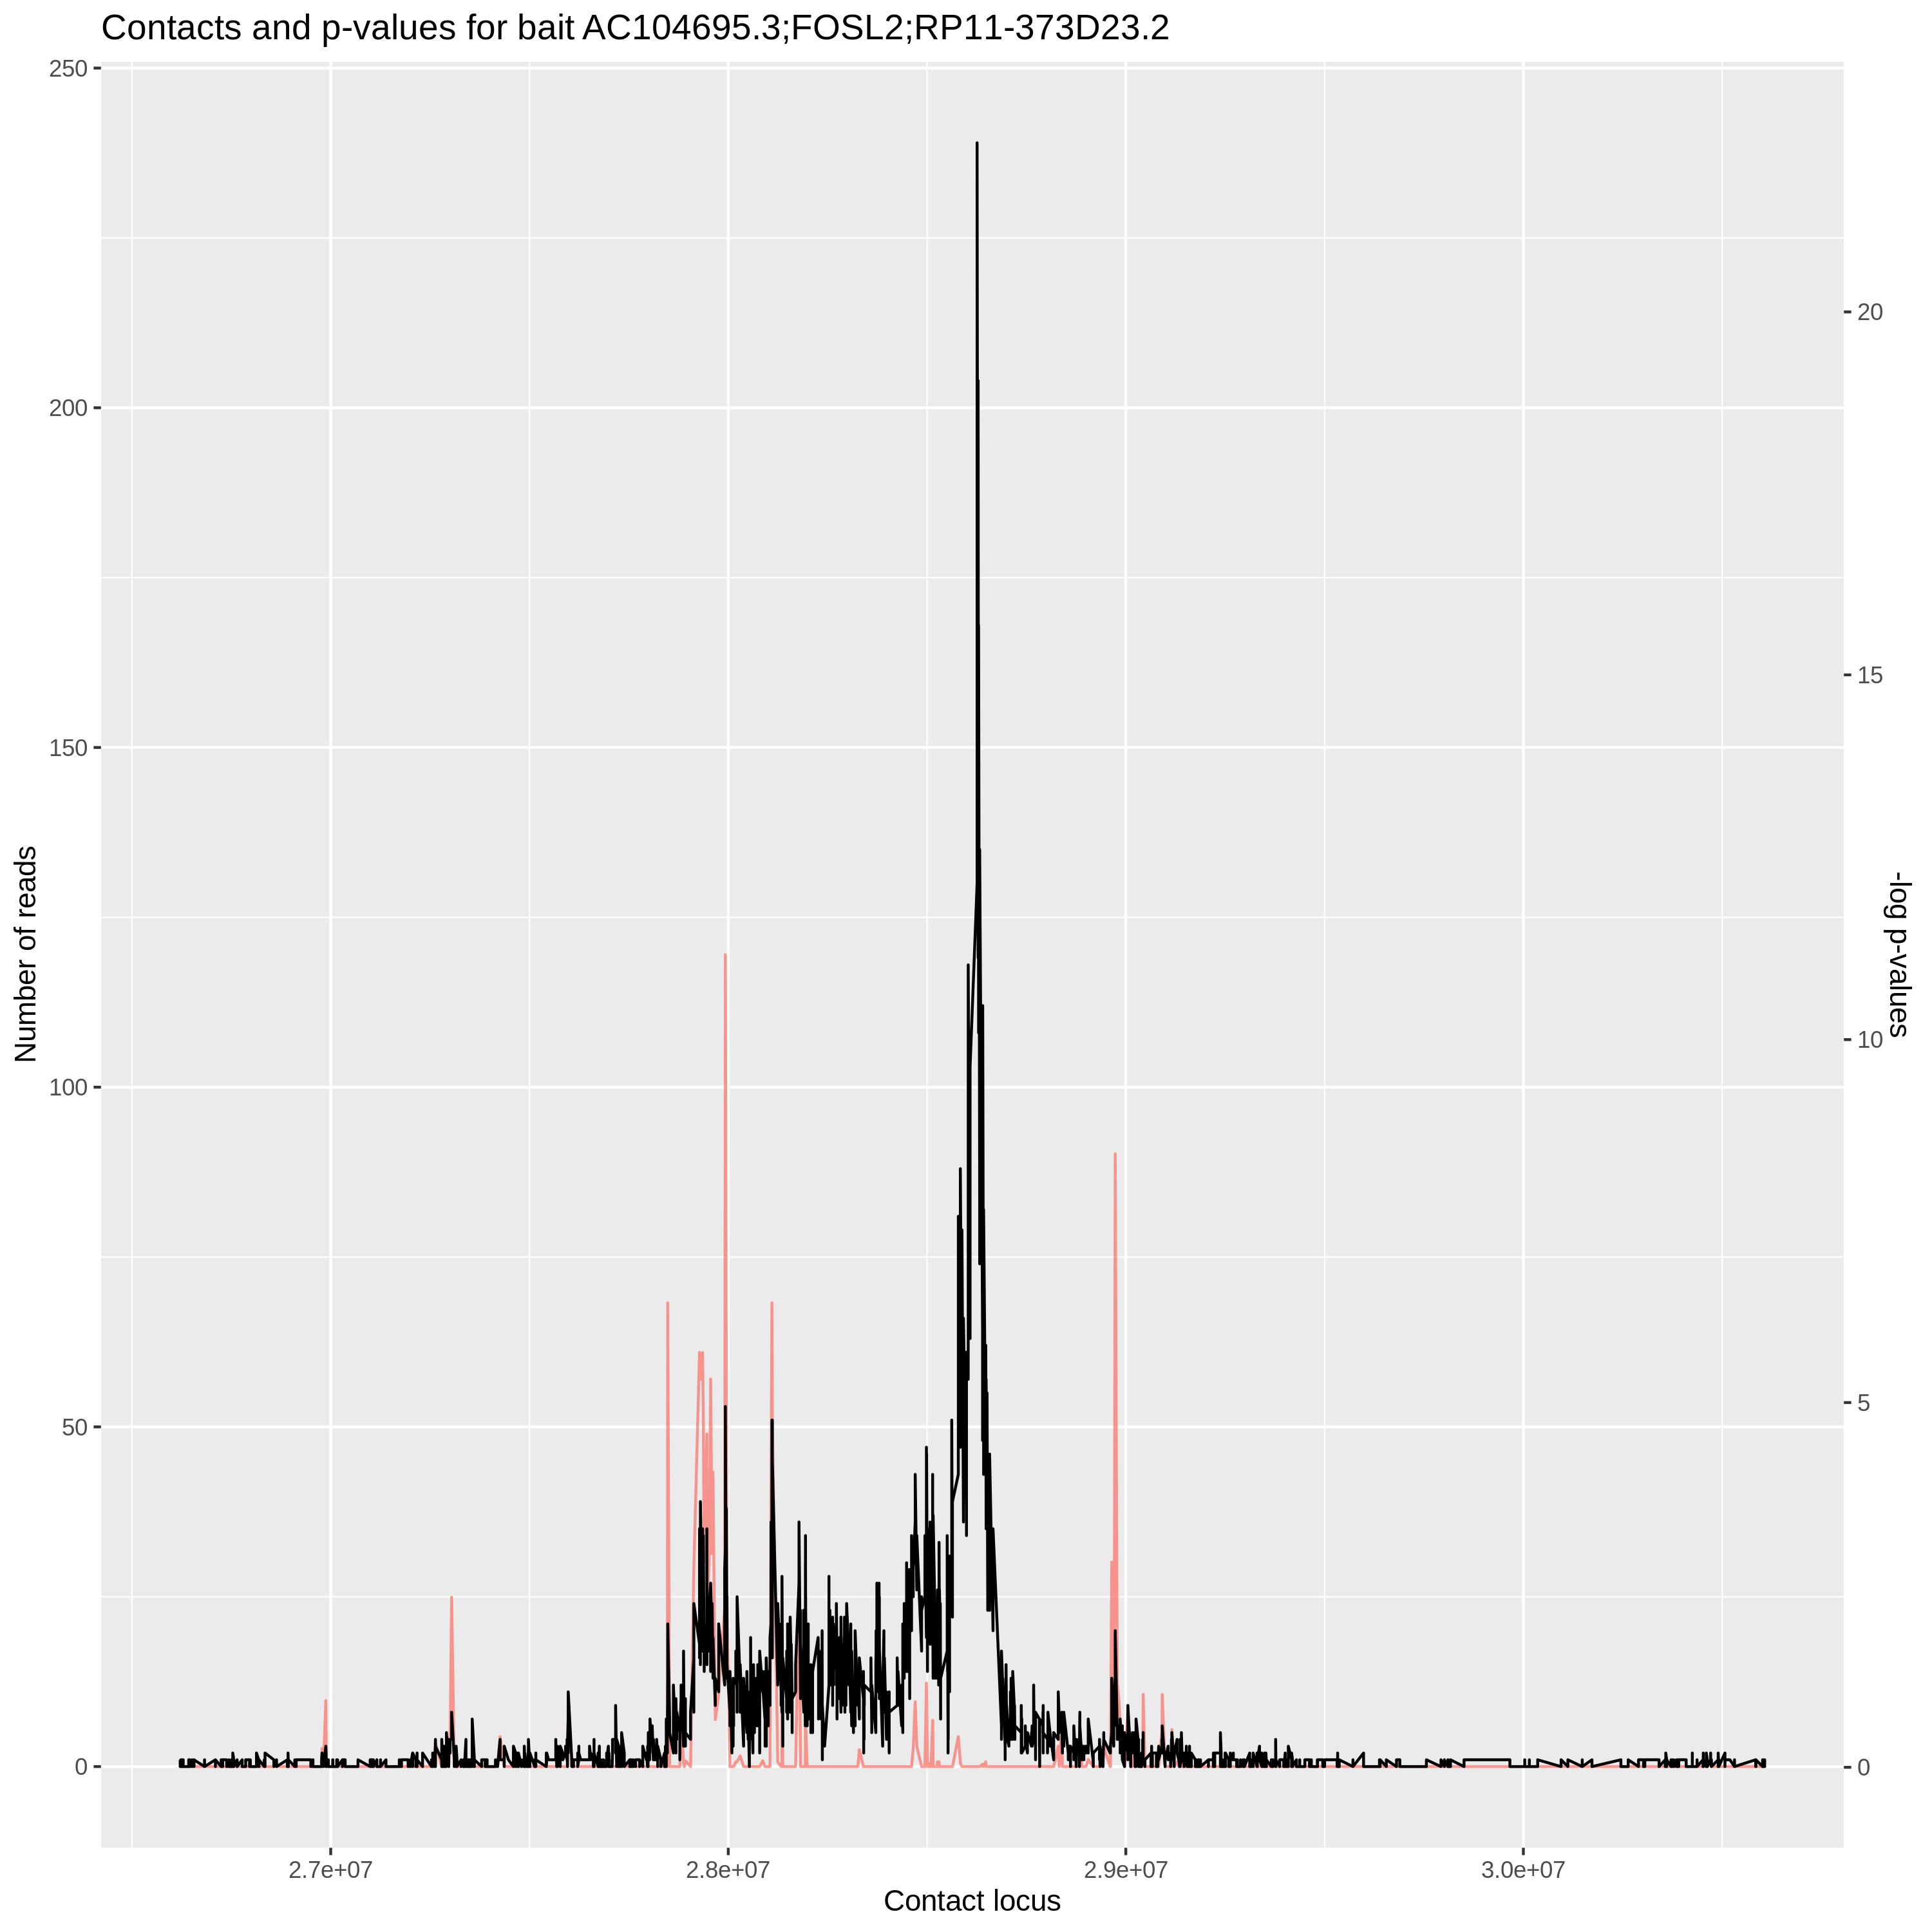 Contacts and p-values for bait AC104695.3;FOSL2;RP11-373D23.2
250
200
150
100
50
0
Number of reads
20
15
10
5
0
-log p-values
2.7e+07
2.8e+07
2.9e+07
3.0e+07
Contact locus